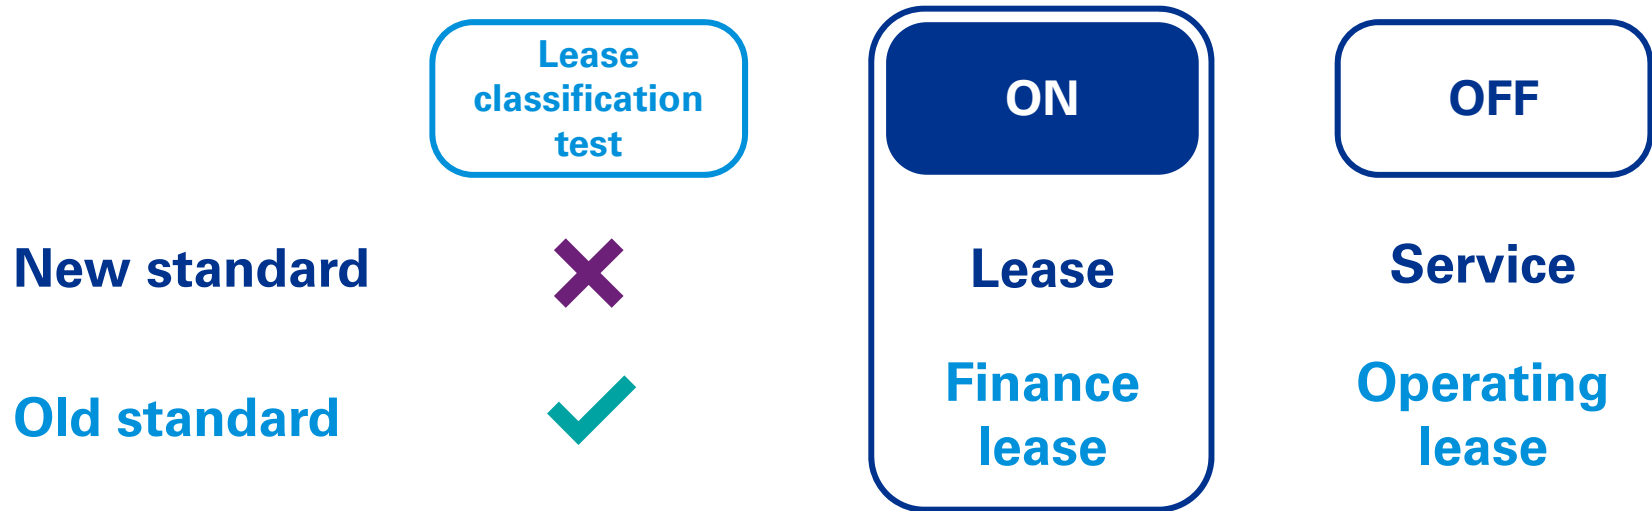 Lease
classification
test
ON
OFF
New standard
Lease
Service
Old standard
Finance
lease
Operating
lease